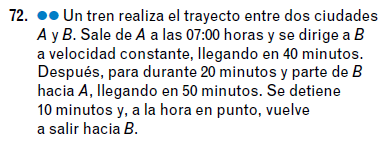 72. ●● Un tren realiza el trayecto entre dos ciudades
A y B. Sale de A a las 07:00 horas y se dirige a B
a velocidad constante, llegando en 40 minutos.
Después, para durante 20 minutos y parte de B
hacia A, llegando en 50 minutos. Se detiene
10 minutos y, a la hora en punto, vuelve
a salir hacia B.